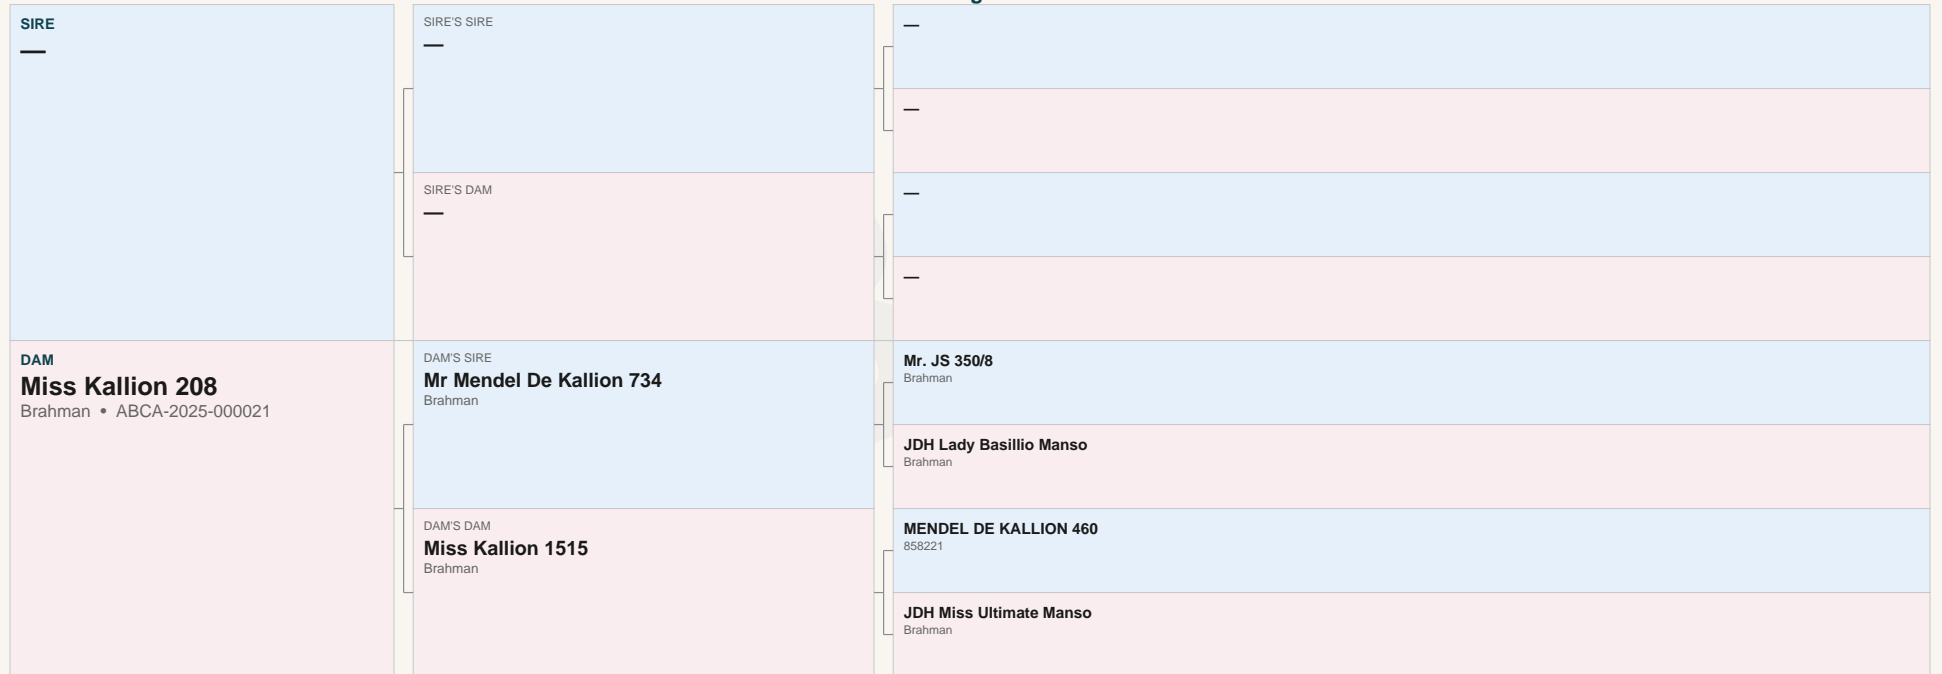 SIRE
—
SIRE'S SIRE
—
SIRE'S DAM
—
—
—
—
—
DAM
Miss Kallion 208
Brahman • ABCA-2025-000021
DAM'S SIRE
Mr Mendel De Kallion 734
Brahman
DAM'S DAM
Miss Kallion 1515
Brahman
Mr. JS 350/8
Brahman
JDH Lady Basillio Manso
Brahman
MENDEL DE KALLION 460
858221
JDH Miss Ultimate Manso
Brahman